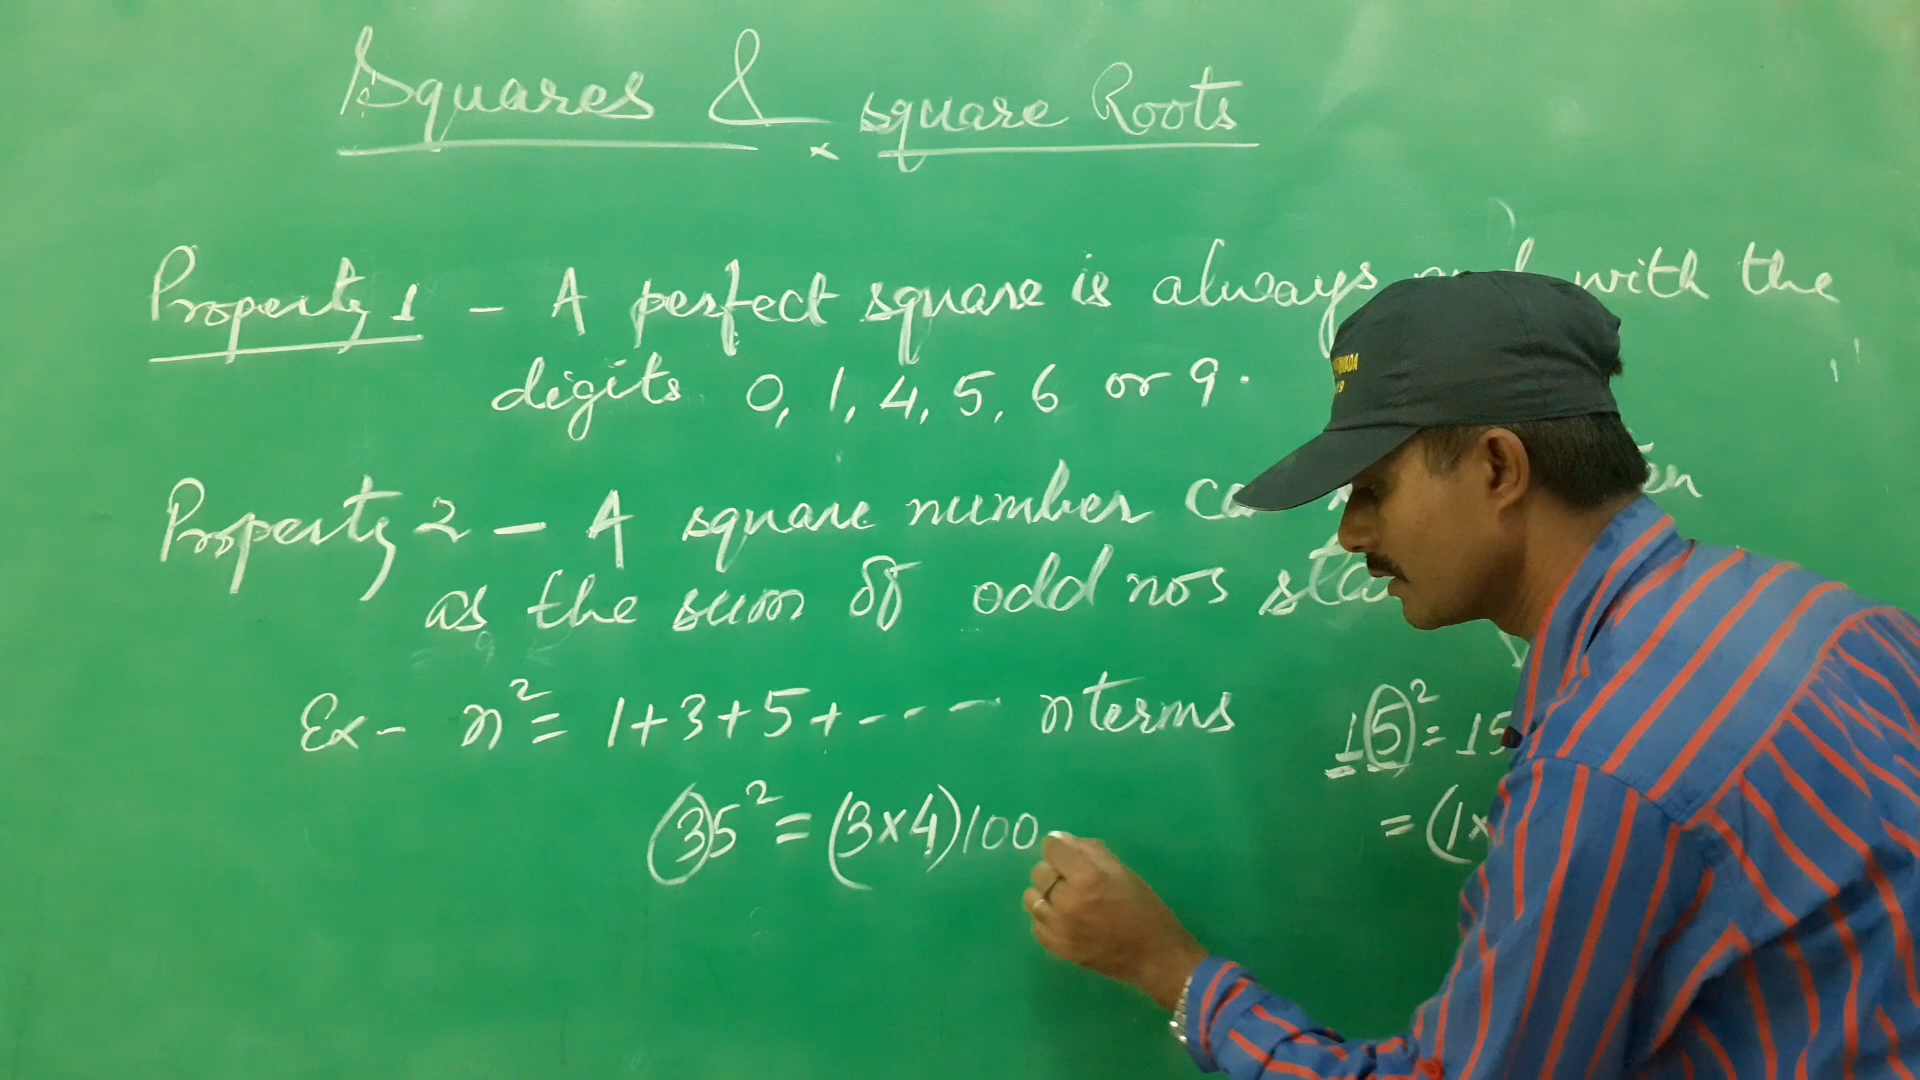 Squares & square Roots
Property 1 - A perfect square is always with the
digits 0, 1, 4, 5, 6 or 9.
Property 2 - A square number
as the sum of odd nos
Ex - n² = 1+3+5+---- n terms
15² = 15
35² = (3×4)100
= (1×